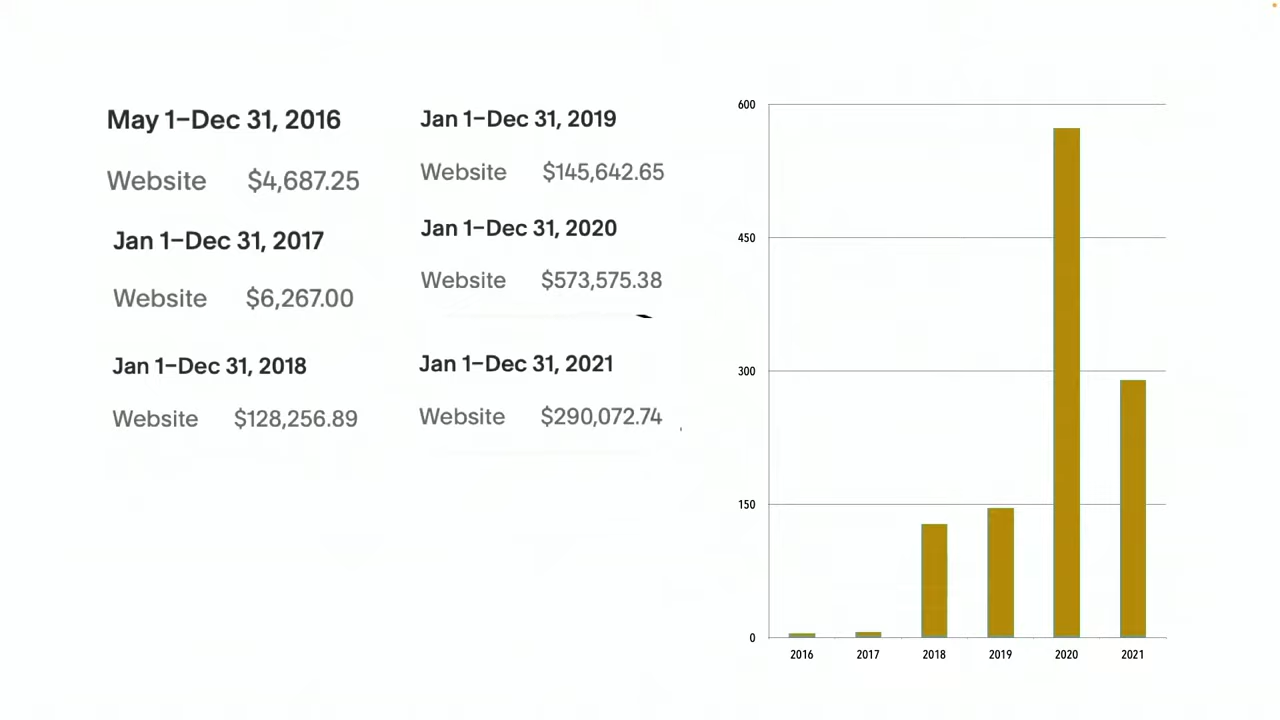 May 1–Dec 31, 2016
Website $4,687.25
Jan 1–Dec 31, 2017
Website $6,267.00
Jan 1–Dec 31, 2018
Website $128,256.89
Jan 1–Dec 31, 2019
Website $145,642.65
Jan 1–Dec 31, 2020
Website $573,575.38
Jan 1–Dec 31, 2021
Website $290,072.74
600
450
300
150
0
2016 2017 2018 2019 2020 2021